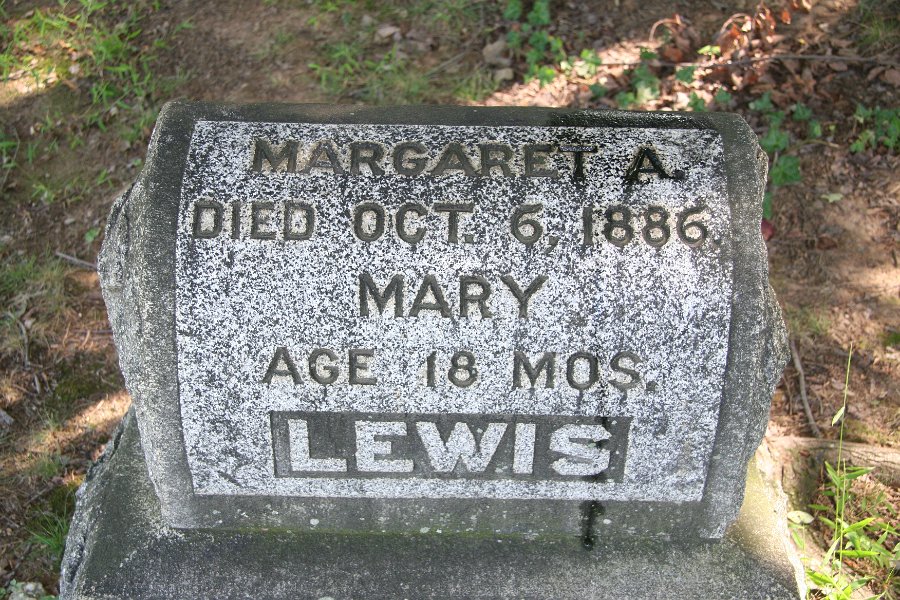 MARGARET A.
DIED OCT. 6, 1886.
MARY
AGE 18 MOS.
LEWIS